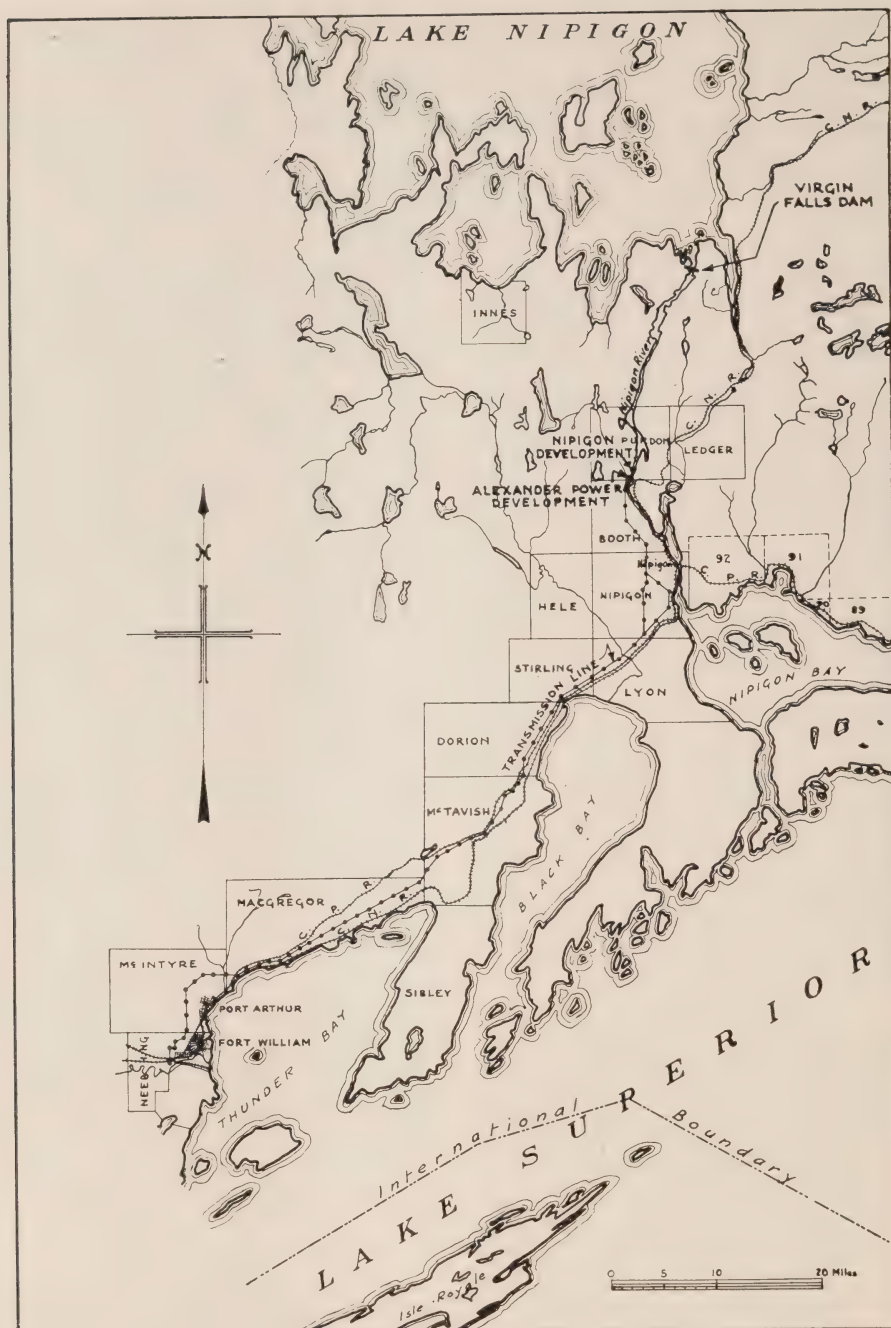 LAKE NIPIGON
C. N. R.
VIRGIN
FALLS DAM
INNES
Nipigon River
C. N. R.
NIPIGON
DEVELOPMENT
PURDOM
LEDGER
ALEXANDER POWER
DEVELOPMENT
BOOTH
Nipigon
92
91
C. P. R.
N
HELE
NIPIGON
89
STIRLING
LYON
NIPIGON BAY
TRANSMISSION LINE
DORION
McTAVISH
BLACK BAY
MACGREGOR
C. P. R.
C. N. R.
McINTYRE
SIBLEY
PORT ARTHUR
FORT WILLIAM
NEEBING
THUNDER BAY
International Boundary
LAKE SUPERIOR
Isle Royale
0 5 10 20 Miles